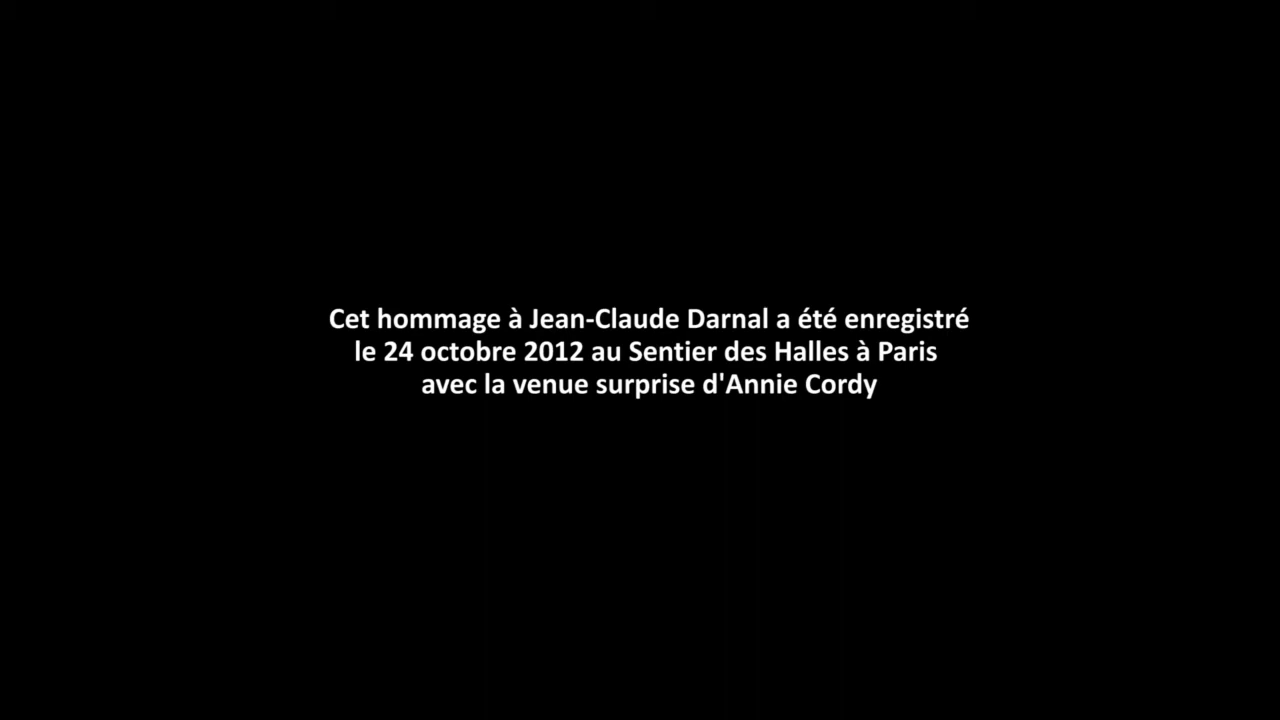 Cet hommage à Jean-Claude Darnal a été enregistré
le 24 octobre 2012 au Sentier des Halles à Paris
avec la venue surprise d'Annie Cordy